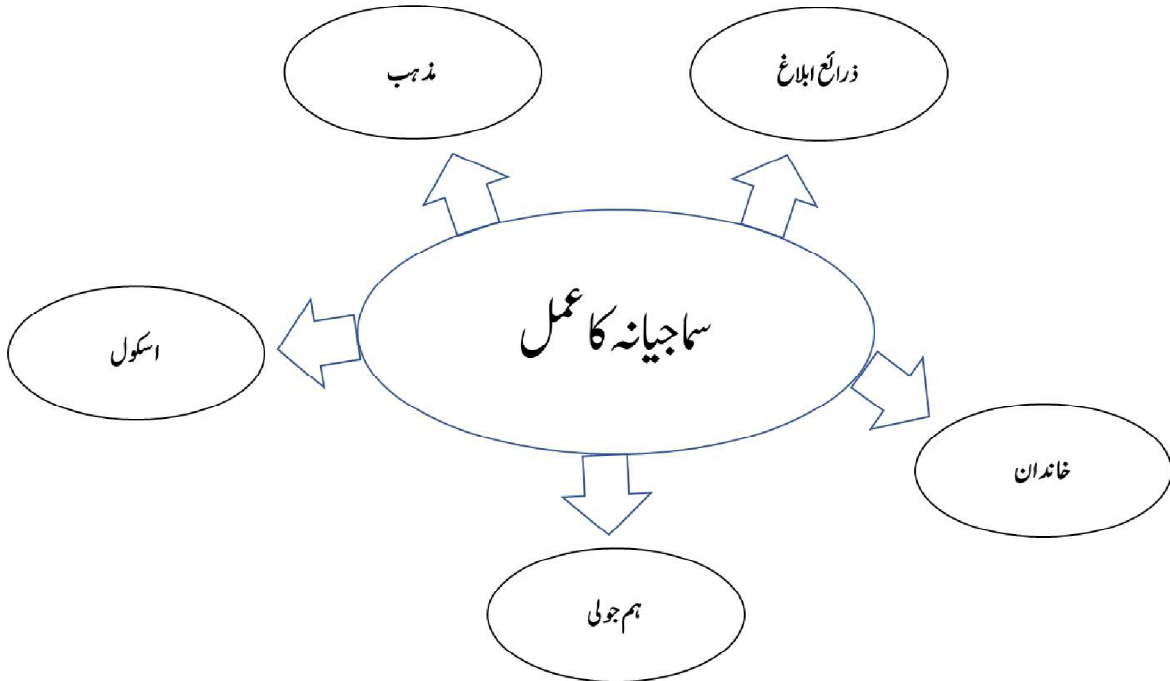 ذرائع ابلاغ
مذہب
سماجیانہ کا عمل
اسکول
خاندان
ہم جولی